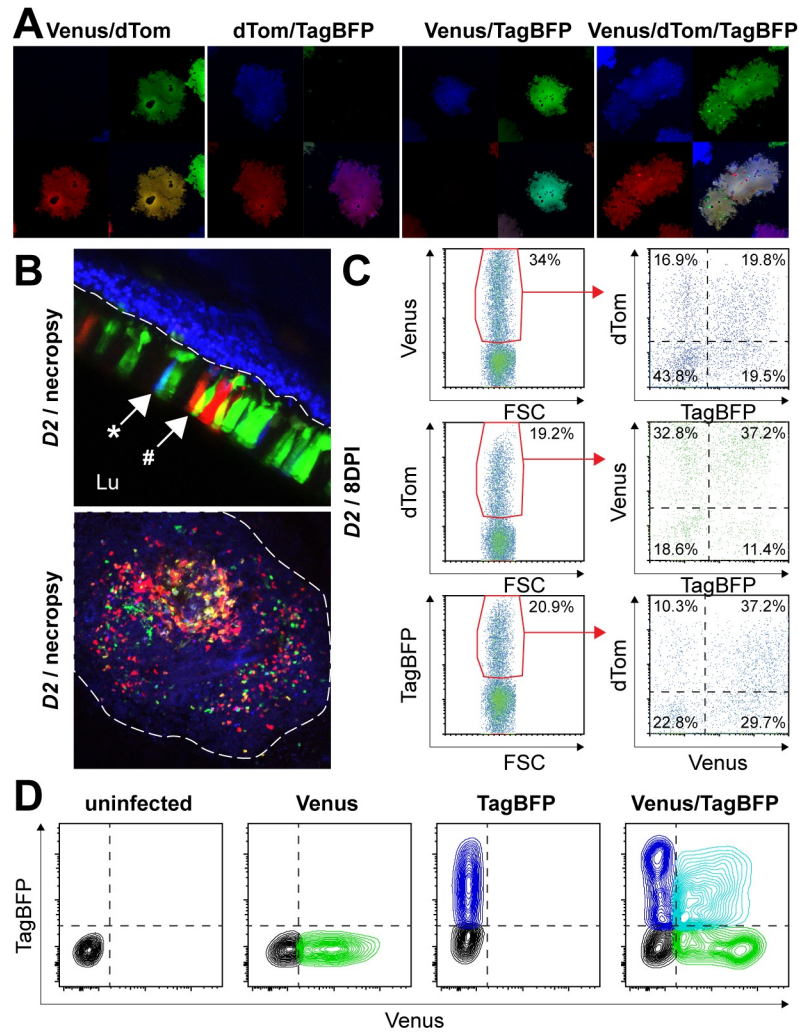 A
Venus/dTom
dTom/TagBFP
Venus/TagBFP
Venus/dTom/TagBFP
B
D2 / necropsy
*
#
Lu
D2 / necropsy
C
D2 / 8DPI
Venus
34%
FSC
dTom
16.9%
19.8%
43.8%
19.5%
TagBFP
dTom
19.2%
FSC
Venus
32.8%
37.2%
18.6%
11.4%
TagBFP
TagBFP
20.9%
FSC
dTom
10.3%
37.2%
22.8%
29.7%
Venus
D
uninfected
Venus
TagBFP
Venus/TagBFP
TagBFP
Venus